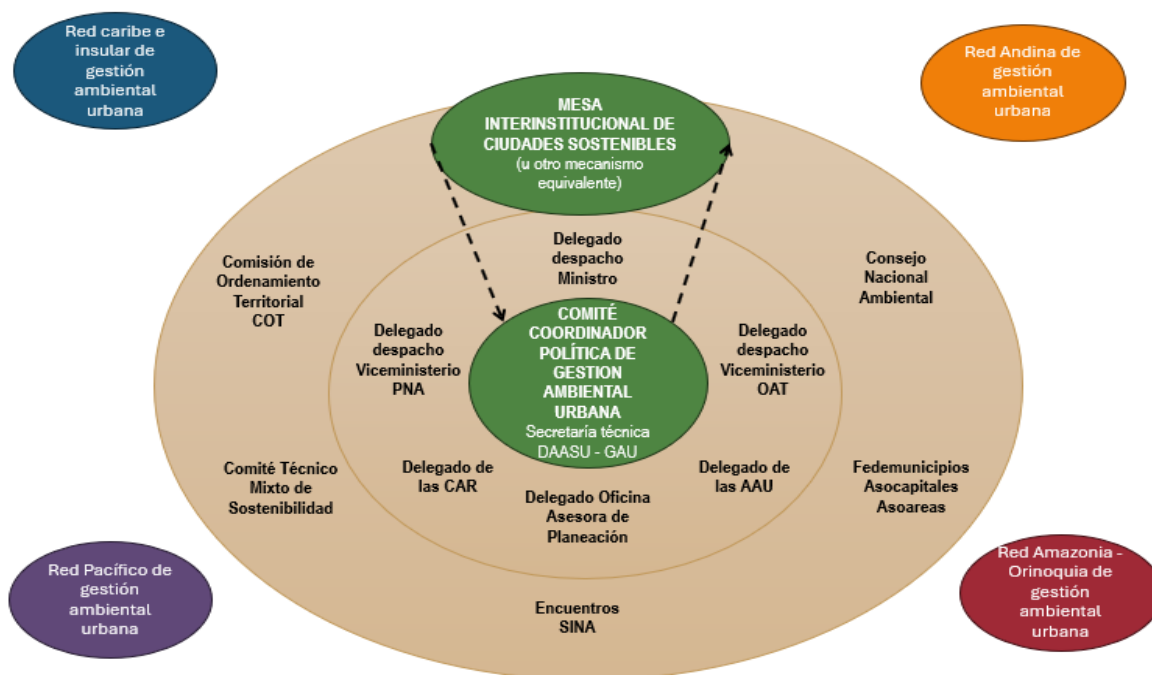 Red caribe e
insular de
gestión
ambiental
urbana
Red Andina de
gestión
ambiental
urbana
MESA
INTERINSTITUCIONAL DE
CIUDADES SOSTENIBLES
(u otro mecanismo
equivalente)
Comisión de
Ordenamiento
Territorial
COT
Delegado
despacho
Ministro
Consejo
Nacional
Ambiental
Delegado
despacho
Viceministerio
PNA
COMITÉ
COORDINADOR
POLÍTICA DE
GESTION
AMBIENTAL
URBANA
Secretaría técnica
DAASU - GAU
Delegado
despacho
Viceministerio
OAT
Comité Técnico
Mixto de
Sostenibilidad
Delegado de
las CAR
Delegado Oficina
Asesora de
Planeación
Delegado de
las AAU
Fedemunicipios
Asocapitales
Asoareas
Red Pacífico de
gestión
ambiental
urbana
Encuentros
SINA
Red Amazonia -
Orinoquia de
gestión
ambiental
urbana